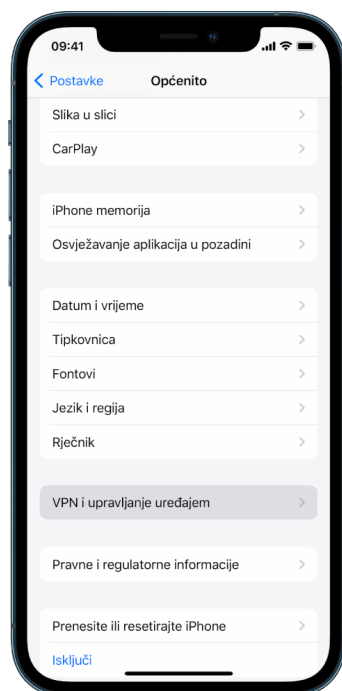 09:41
Postavke
Općenito
Slika u slici
CarPlay
iPhone memorija
Osvježavanje aplikacija u pozadini
Datum i vrijeme
Tipkovnica
Fontovi
Jezik i regija
Rječnik
VPN i upravljanje uređajem
Pravne i regulatorne informacije
Prenesite ili resetirajte iPhone
Isključi